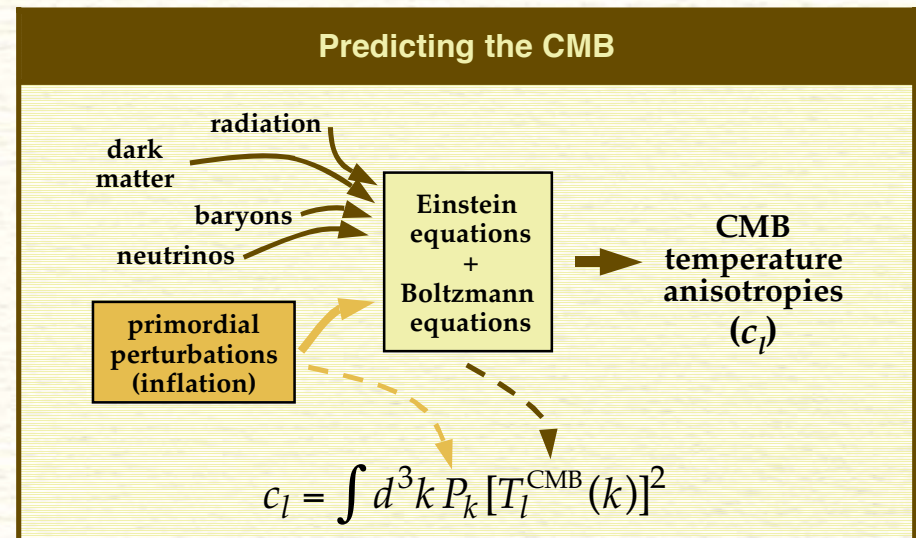 Predicting the CMB
radiation
dark
matter
baryons
neutrinos
Einstein
equations
+
Boltzmann
equations
CMB
temperature
anisotropies
(c_l)
primordial
perturbations
(inflation)
c_l = ∫ d³k P_k [T_l^CMB(k)]²